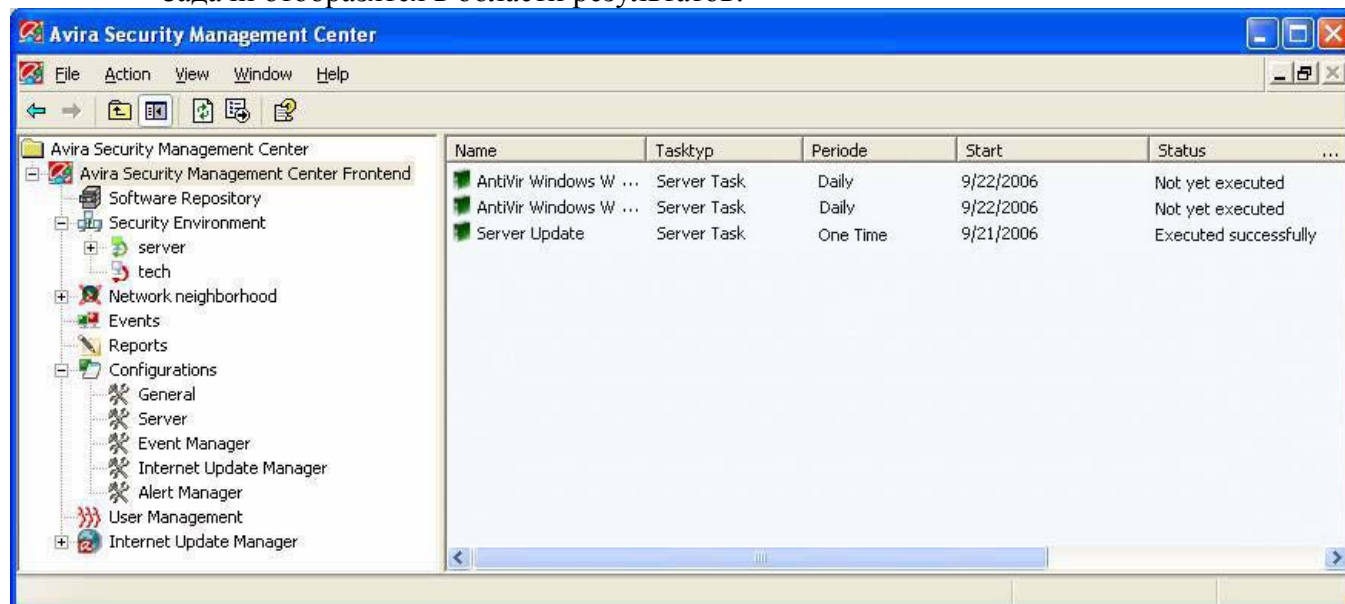 задачи отобразятся в области результатов.
Avira Security Management Center
File Action View Window Help
Avira Security Management Center
Avira Security Management Center Frontend
Software Repository
Security Environment
server
tech
Network neighborhood
Events
Reports
Configurations
General
Server
Event Manager
Internet Update Manager
Alert Manager
User Management
Internet Update Manager
Name Tasktyp Periode Start Status ...
AntiVir Windows W ... Server Task Daily 9/22/2006 Not yet executed
AntiVir Windows W ... Server Task Daily 9/22/2006 Not yet executed
Server Update Server Task One Time 9/21/2006 Executed successfully